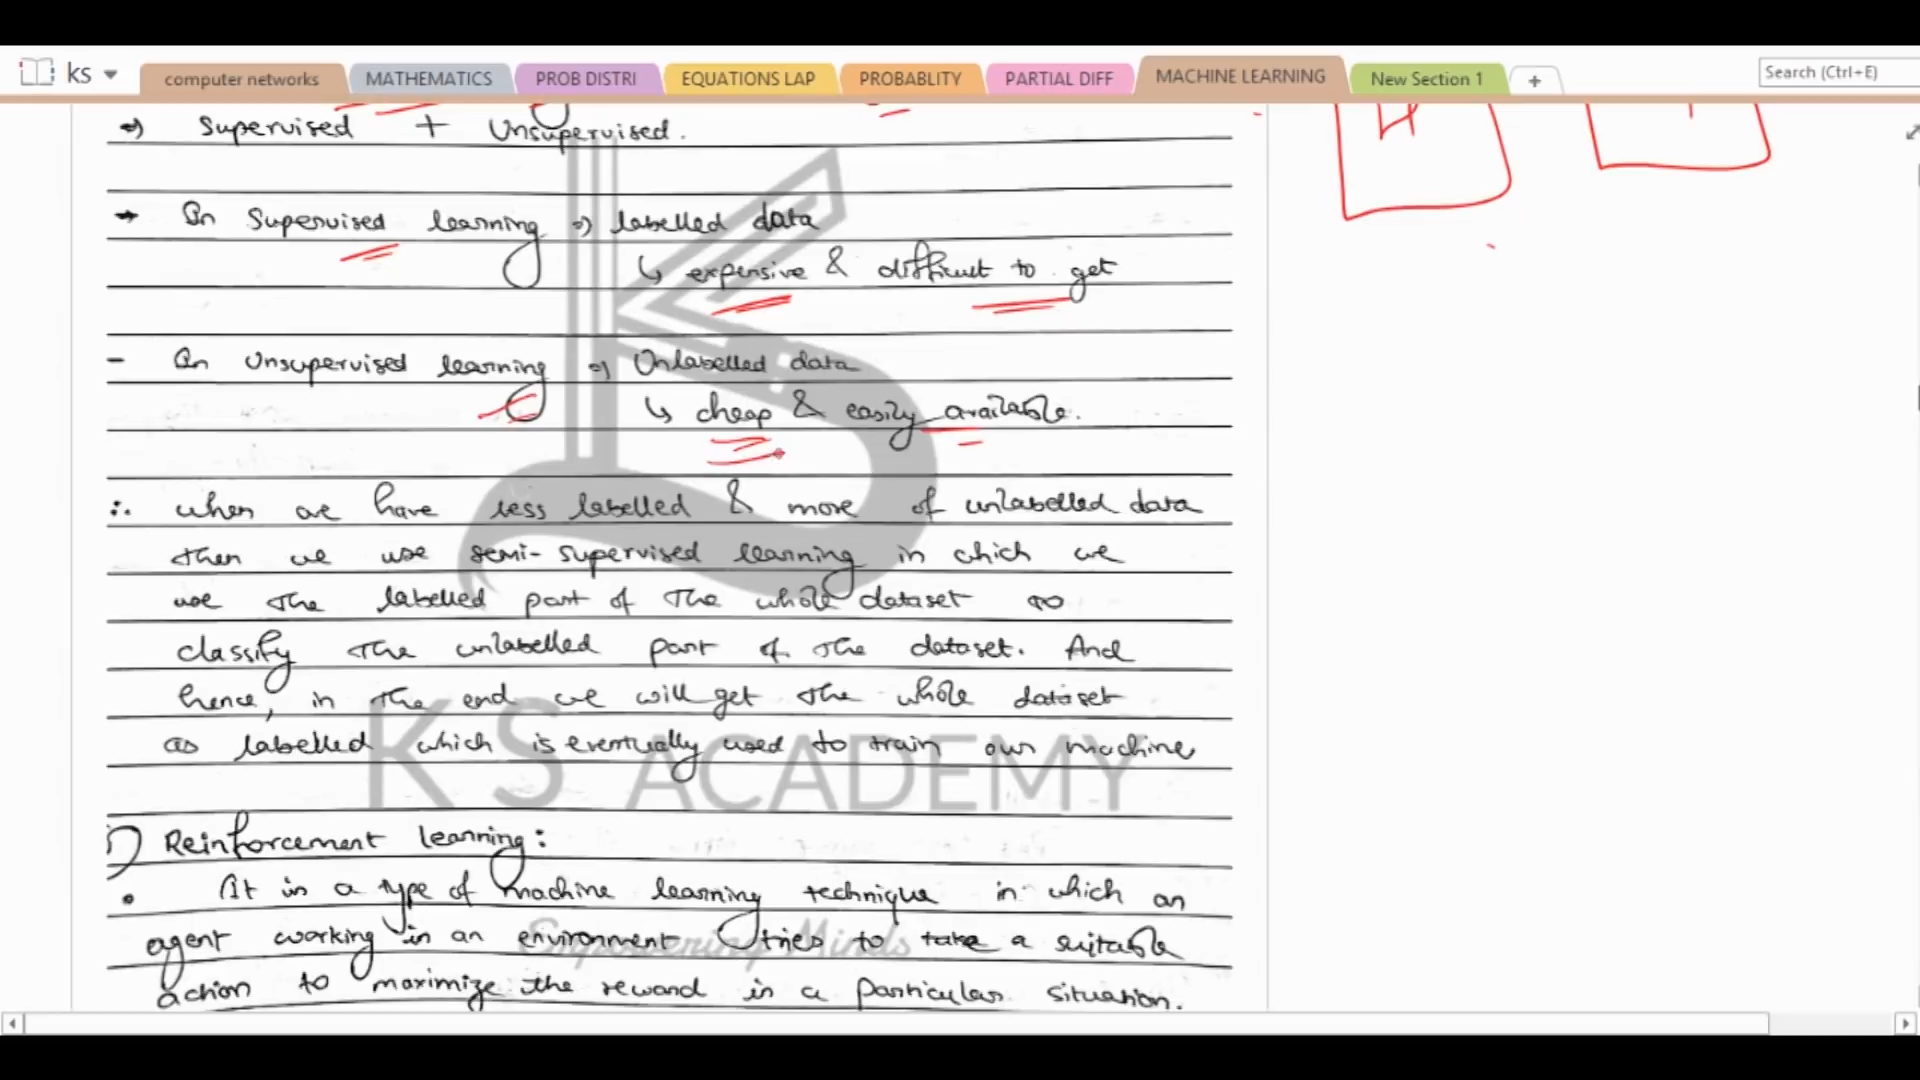 ks
computer networks
MATHEMATICS
PROB DISTRI
EQUATIONS LAP
PROBABLITY
PARTIAL DIFF
MACHINE LEARNING
New Section 1
+
Search (Ctrl+E)
⇒ Supervised + Unsupervised.
→ In Supervised learning ⇒ labelled data
↳ expensive & difficult to get
- In Unsupervised learning ⇒ Unlabelled data
↳ cheap & easily available.
∴ when we have less labelled & more of unlabelled data
then we use semi-supervised learning in which we
use the labelled part of the whole dataset to
classify the unlabelled part of the dataset. And
hence, in the end we will get the whole dataset
as labelled which is eventually used to train our machine
KS ACADEMY
Reinforcement learning:
• It is a type of machine learning technique in which an
agent working in an environment tries to take a suitable
Empowering Minds
action to maximize the reward in a particular situation.